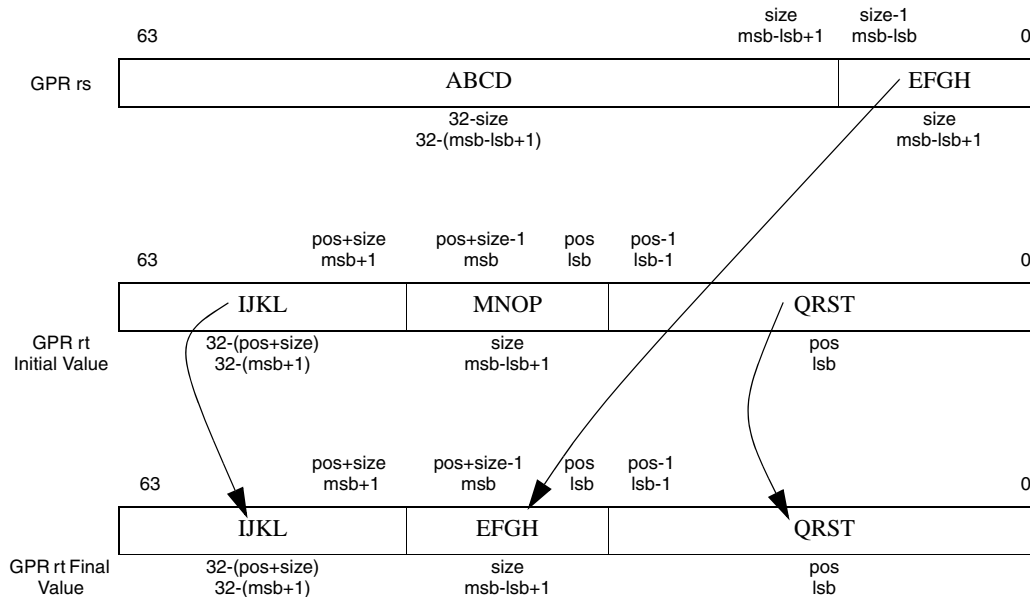 size size-1
63 msb-lsb+1 msb-lsb 0
GPR rs ABCD EFGH
32-size size
32-(msb-lsb+1) msb-lsb+1
pos+size pos+size-1 pos pos-1
63 msb+1 msb lsb lsb-1 0
IJKL MNOP QRST
GPR rt 32-(pos+size) size pos
Initial Value 32-(msb+1) msb-lsb+1 lsb
pos+size pos+size-1 pos pos-1
63 msb+1 msb lsb lsb-1 0
IJKL EFGH QRST
GPR rt Final 32-(pos+size) size pos
Value 32-(msb+1) msb-lsb+1 lsb